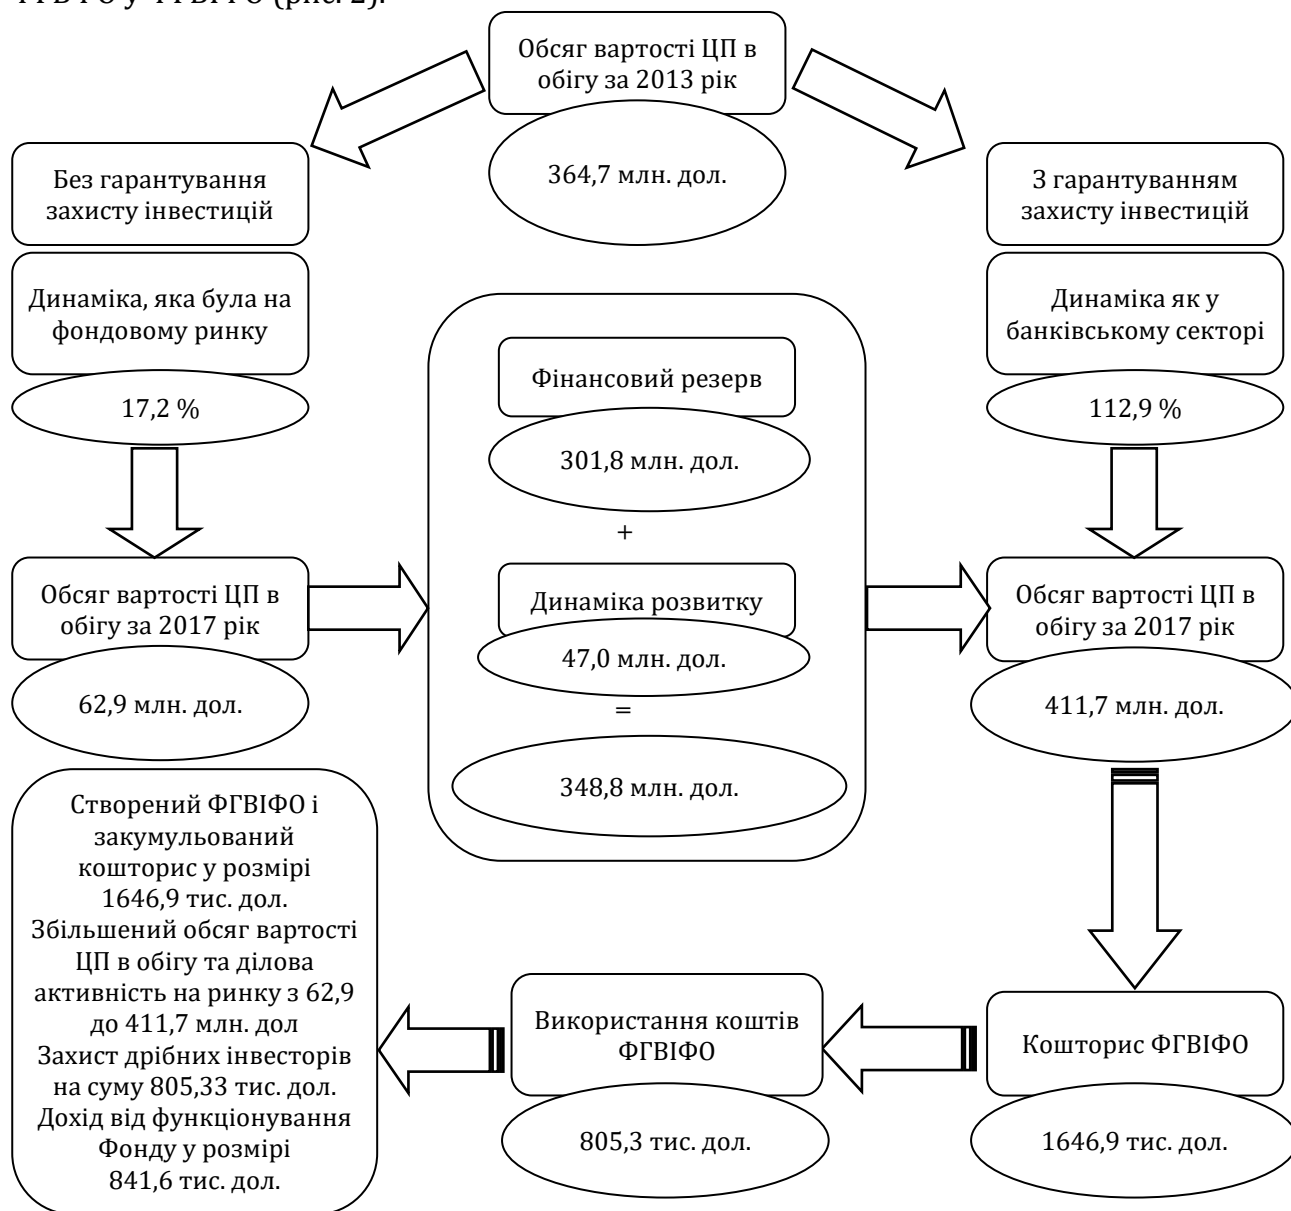 (рис. 2).
Обсяг вартості ЦП в
обігу за 2013 рік
364,7 млн. дол.
Без гарантування
захисту інвестицій
З гарантуванням
захисту інвестицій
Динаміка, яка була на
фондовому ринку
17,2 %
Динаміка як у
банківському секторі
112,9 %
Фінансовий резерв
301,8 млн. дол.
+
Динаміка розвитку
47,0 млн. дол.
=
348,8 млн. дол.
Обсяг вартості ЦП в
обігу за 2017 рік
62,9 млн. дол.
Обсяг вартості ЦП в
обігу за 2017 рік
411,7 млн. дол.
Створений ФГВІФО і
закумульований
кошторис у розмірі
1646,9 тис. дол.
Збільшений обсяг вартості
ЦП в обігу та ділова
активність на ринку з 62,9
до 411,7 млн. дол
Захист дрібних інвесторів
на суму 805,33 тис. дол.
Дохід від функціонування
Фонду у розмірі
841,6 тис. дол.
Використання коштів
ФГВІФО
805,3 тис. дол.
Кошторис ФГВІФО
1646,9 тис. дол.